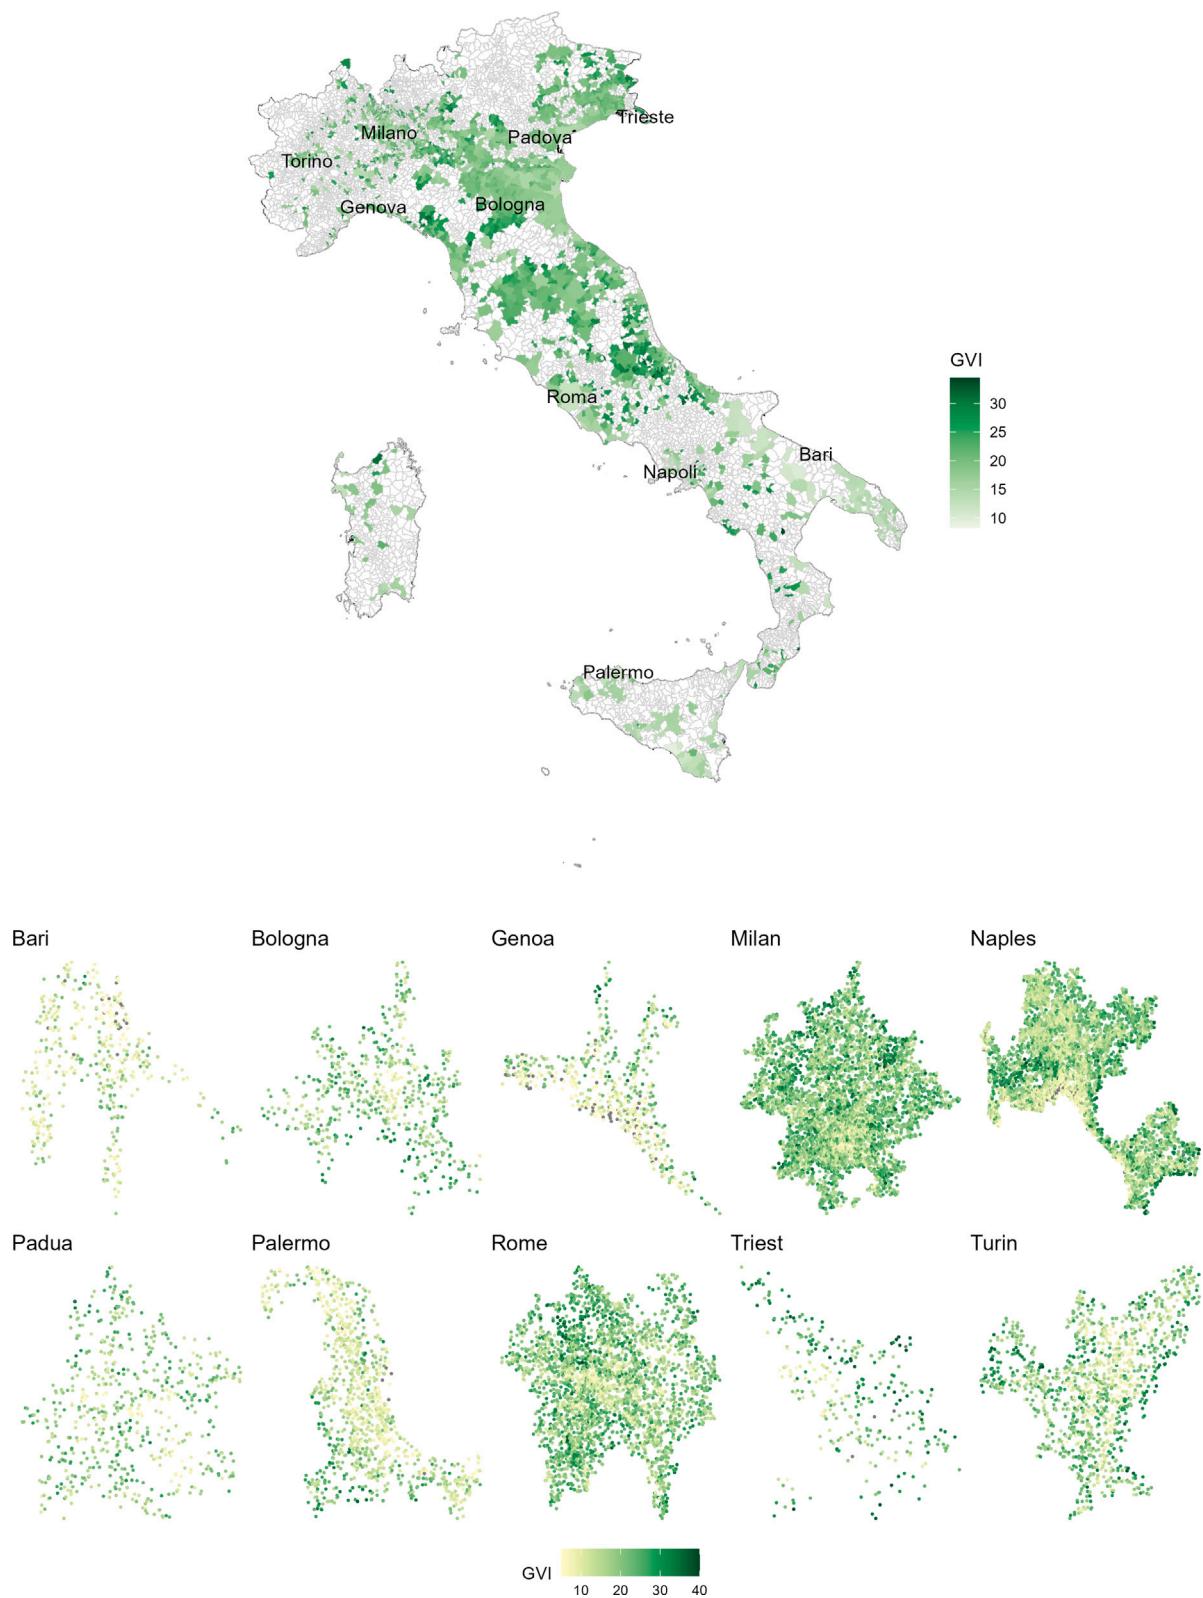 Trieste
Milano
Padova
Torino
Genova
Bologna
GVI
30
25
20
15
10
Roma
Bari
Napoli
Palermo
Bari
Bologna
Genoa
Milan
Naples
Padua
Palermo
Rome
Triest
Turin
GVI
10 20 30 40